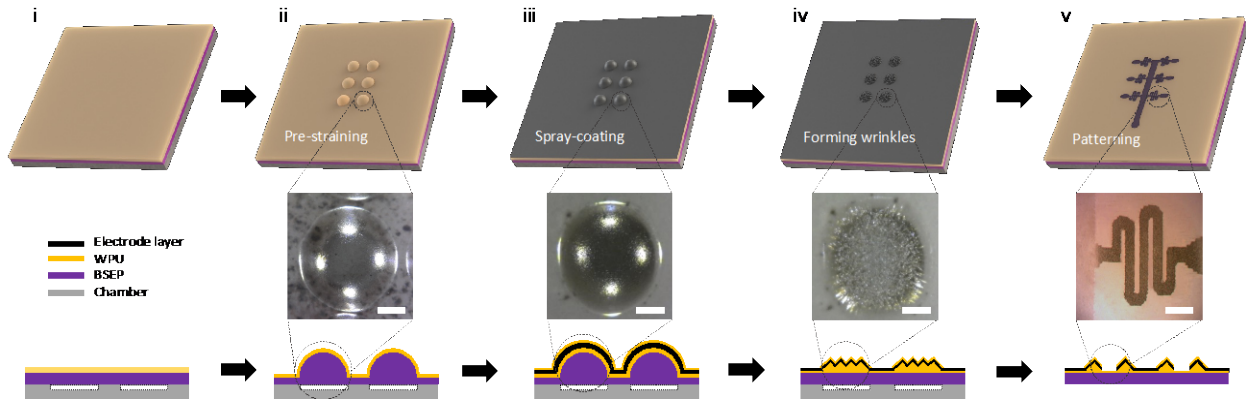 i
ii
iii
iv
v
Pre-straining
Spray-coating
Forming wrinkles
Patterning
Electrode layer
WPU
BSEP
Chamber